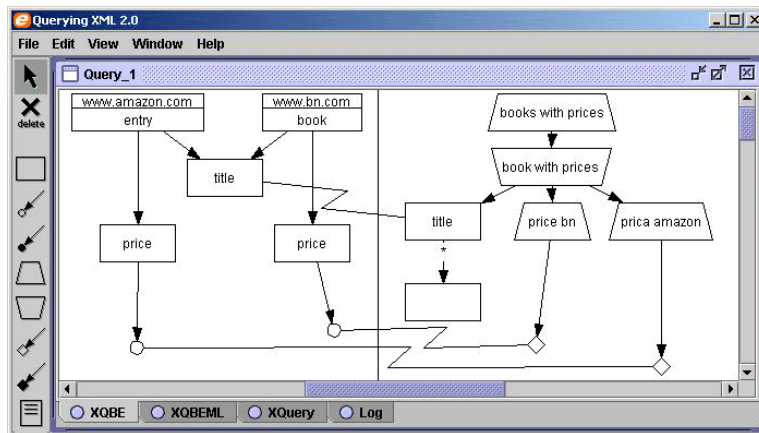 Querying XML 2.0
File Edit View Window Help
Query_1
delete
www.amazon.com
entry
www.bn.com
book
title
price
price
books with prices
book with prices
title
price bn
prica amazon
*
XQBE XQBEML XQuery Log